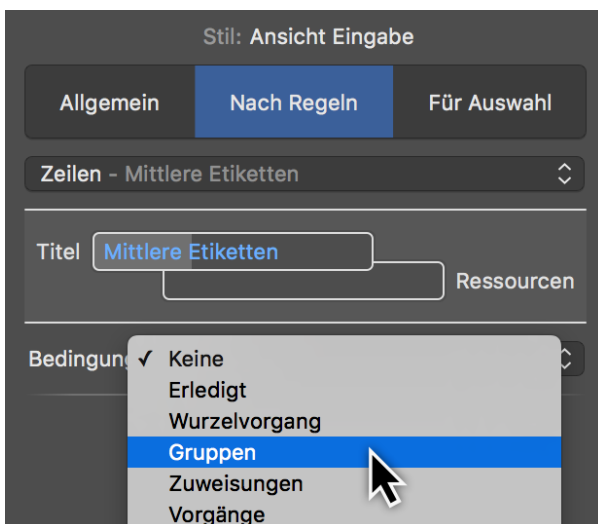 Stil: Ansicht Eingabe
Allgemein Nach Regeln Für Auswahl
Zeilen – Mittlere Etiketten
Titel Mittlere Etiketten
Ressourcen
Bedingung ✓ Keine
Erledigt
Wurzelvorgang
Gruppen
Zuweisungen
Vorgänge